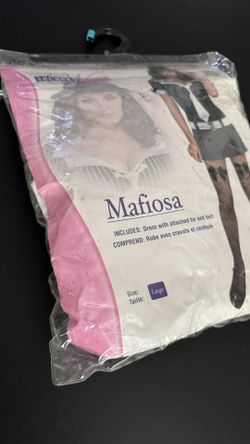 Mafiosa
INCLUDES: Dress with attached tie and belt
COMPREND: Robe avec cravate et ceinture
Size:
Taille:
Large